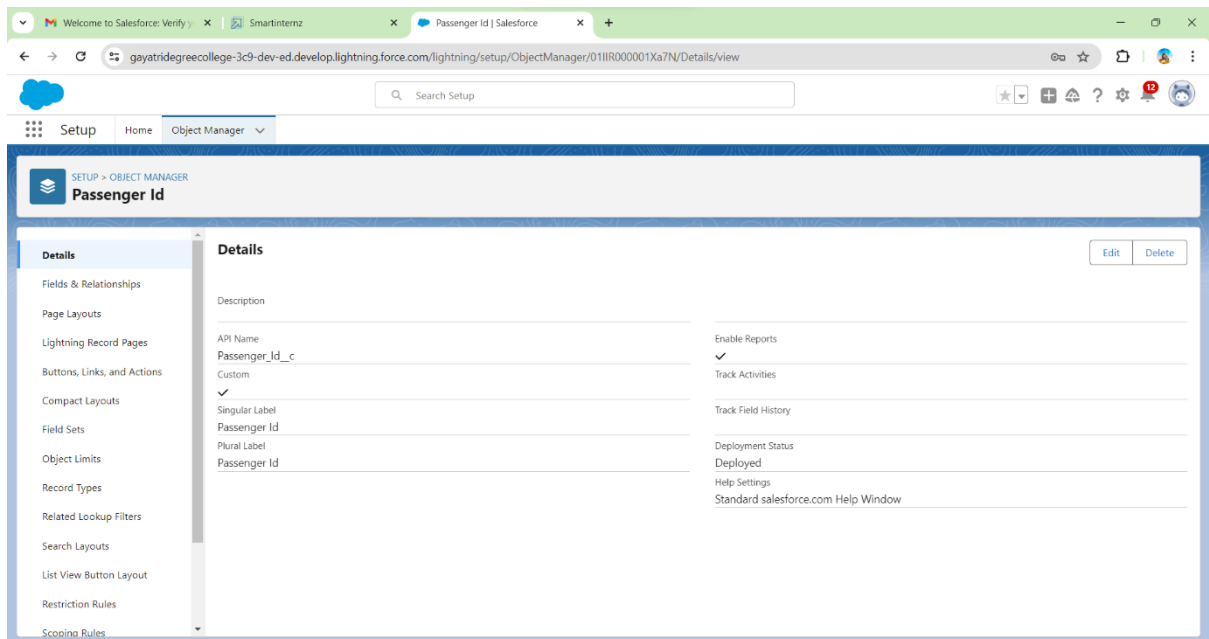 Welcome to Salesforce: Verify y
Smartinternz
Passenger Id | Salesforce
gayatridegreecollege-3c9-dev-ed.develop.lightning.force.com/lightning/setup/ObjectManager/01IIR000001Xa7N/Details/view
Search Setup
12
Setup
Home
Object Manager
SETUP > OBJECT MANAGER
Passenger Id
Details
Fields & Relationships
Page Layouts
Lightning Record Pages
Buttons, Links, and Actions
Compact Layouts
Field Sets
Object Limits
Record Types
Related Lookup Filters
Search Layouts
List View Button Layout
Restriction Rules
Scoping Rules
Details
Edit
Delete
Description
API Name
Passenger_Id__c
Custom
Singular Label
Passenger Id
Plural Label
Passenger Id
Enable Reports
Track Activities
Track Field History
Deployment Status
Deployed
Help Settings
Standard salesforce.com Help Window